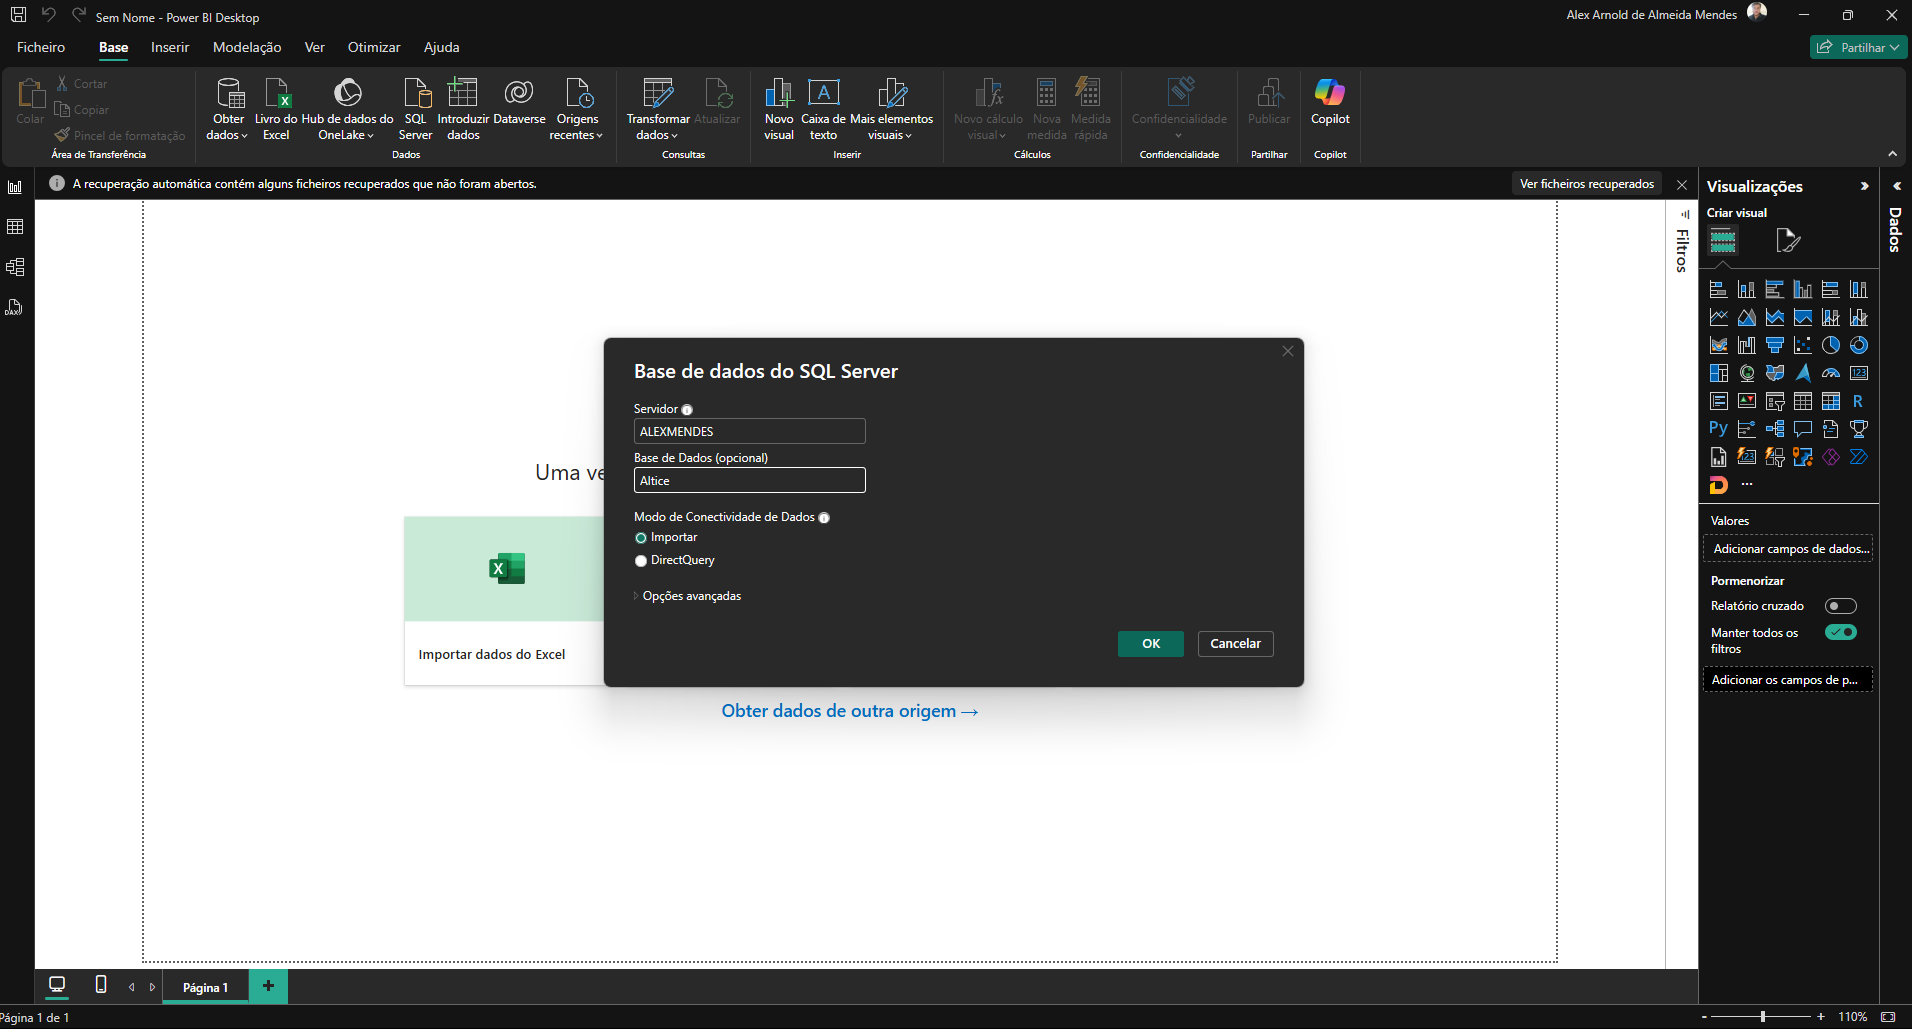 Sem Nome - Power BI Desktop
Alex Arnold de Almeida Mendes
Ficheiro Base Inserir Modelação Ver Otimizar Ajuda
Partilhar
Colar
Cortar
Copiar
Pincel de formatação
Área de Transferência
Obter dados
Livro do Excel
Hub de dados do OneLake
SQL Server
Introduzir dados
Dataverse
Origens recentes
Dados
Transformar dados
Atualizar
Consultas
Novo visual
Caixa de texto
Mais elementos visuais
Inserir
Novo cálculo visual
Nova medida
Medida rápida
Cálculos
Confidencialidade
Confidencialidade
Publicar
Partilhar
Copilot
Copilot
A recuperação automática contém alguns ficheiros recuperados que não foram abertos.
Ver ficheiros recuperados
Filtros
Uma ve
Importar dados do Excel
Obter dados de outra origem →
Base de dados do SQL Server
Servidor
ALEXMENDES
Base de Dados (opcional)
Altice
Modo de Conectividade de Dados
Importar
DirectQuery
Opções avançadas
OK
Cancelar
Visualizações
Criar visual
123
R
Py
123
...
Valores
Adicionar campos de dados...
Pormenorizar
Relatório cruzado
Manter todos os
filtros
Adicionar os campos de p...
Dados
DAX
Página 1
+
Página 1 de 1
- + 110%